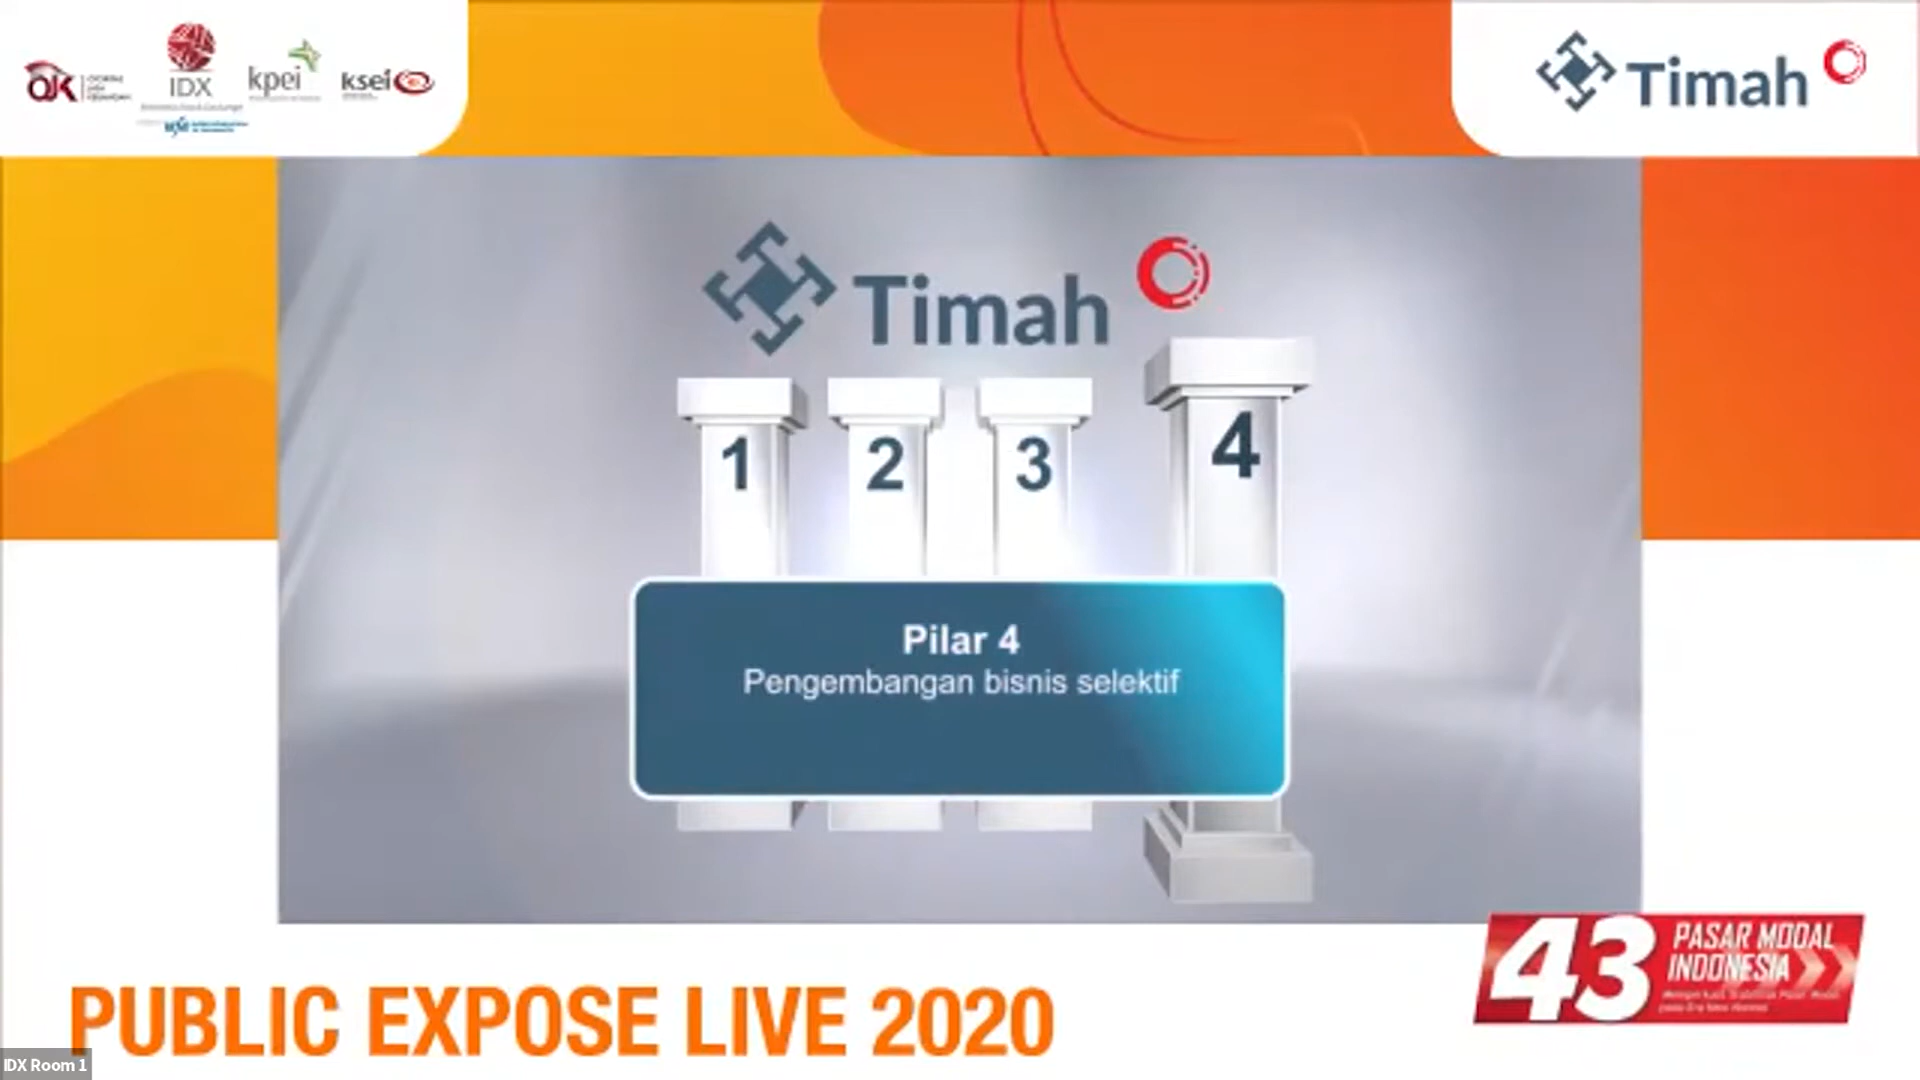 OJK
IDX
kpei
ksei
Timah
Timah
1
2
3
4
Pilar 4
Pengembangan bisnis selektif
43
PASAR MODAL
INDONESIA
PUBLIC EXPOSE LIVE 2020
IDX Room 1